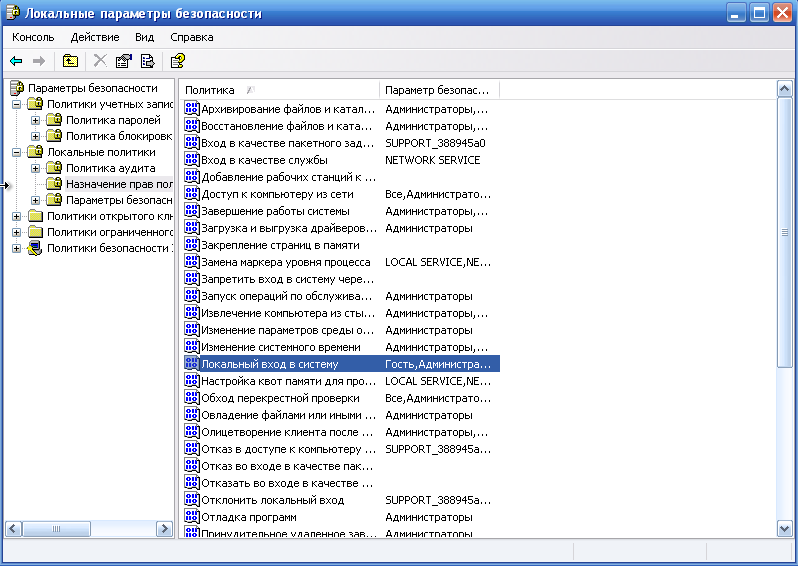 Локальные параметры безопасности
Консоль Действие Вид Справка
Параметры безопасности
Политики учетных запис
Политика паролей
Политика блокировк
Локальные политики
Политика аудита
Назначение прав пол
Параметры безопасн
Политики открытого клю
Политики ограниченного
Политики безопасности
Политика Параметр безопас...
Архивирование файлов и катал... Администраторы,...
Восстановление файлов и ката... Администраторы,...
Вход в качестве пакетного зад... SUPPORT_388945a0
Вход в качестве службы NETWORK SERVICE
Добавление рабочих станций к ...
Доступ к компьютеру из сети Все,Администрато...
Завершение работы системы Администраторы,...
Загрузка и выгрузка драйверов... Администраторы
Закрепление страниц в памяти
Замена маркера уровня процесса LOCAL SERVICE,NE...
Запретить вход в систему чере...
Запуск операций по обслужива... Администраторы
Извлечение компьютера из сты... Администраторы,...
Изменение параметров среды о... Администраторы
Изменение системного времени Администраторы,...
Локальный вход в систему Гость,Администра...
Настройка квот памяти для про... LOCAL SERVICE,NE...
Обход перекрестной проверки Все,Администрато...
Овладение файлами или иными ... Администраторы
Олицетворение клиента после ... Администраторы,...
Отказ в доступе к компьютеру ... SUPPORT_388945a...
Отказ во входе в качестве пак...
Отказать во входе в качестве ...
Отклонить локальный вход SUPPORT_388945a...
Отладка программ Администраторы
Принудительное удаленное зав... Администраторы